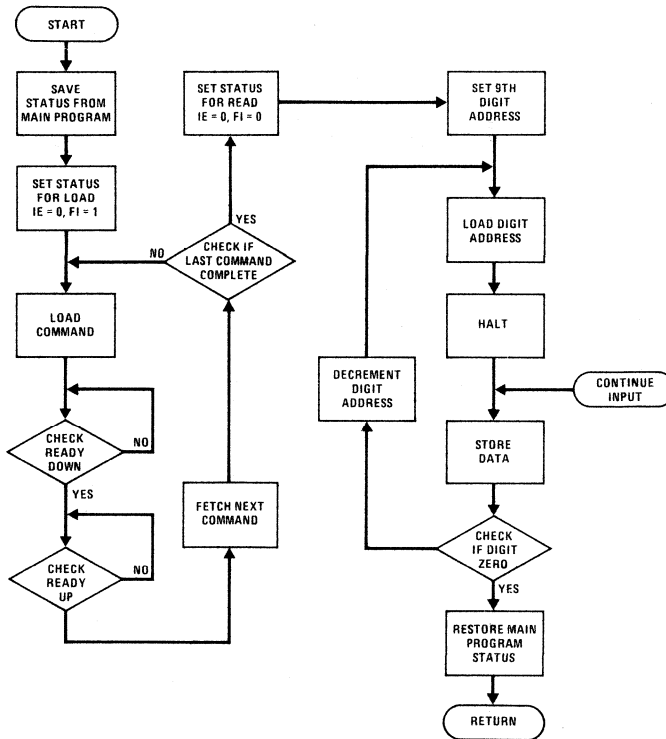 START
SAVE
STATUS FROM
MAIN PROGRAM
SET STATUS
FOR LOAD
IE = 0, FI = 1
LOAD
COMMAND
CHECK
READY
DOWN
NO
YES
CHECK
READY
UP
NO
SET STATUS
FOR READ
IE = 0, FI = 0
YES
CHECK IF
LAST COMMAND
COMPLETE
NO
FETCH NEXT
COMMAND
SET 9TH
DIGIT
ADDRESS
LOAD DIGIT
ADDRESS
HALT
DECREMENT
DIGIT
ADDRESS
CONTINUE
INPUT
STORE
DATA
CHECK
IF DIGIT
ZERO
YES
RESTORE MAIN
PROGRAM
STATUS
RETURN